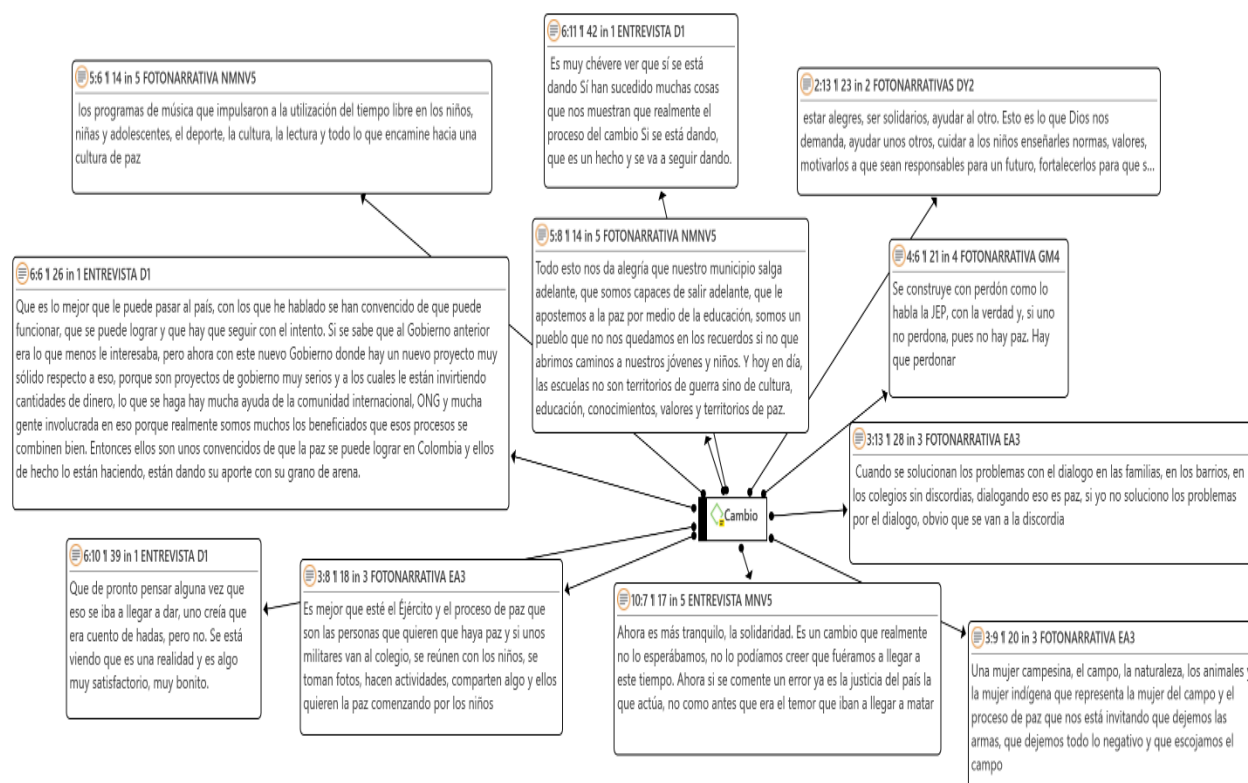 6:11 ¶ 42 in 1 ENTREVISTA D1
Es muy chévere ver que sí se está
dando Sí han sucedido muchas cosas
que nos muestran que realmente el
proceso del cambio Si se está dando,
que es un hecho y se va a seguir dando.
5:6 ¶ 14 in 5 FOTONARRATIVA NMNV5
los programas de música que impulsaron a la utilización del tiempo libre en los niños,
niñas y adolescentes, el deporte, la cultura, la lectura y todo lo que encamine hacia una
cultura de paz
2:13 ¶ 23 in 2 FOTONARRATIVAS DY2
estar alegres, ser solidarios, ayudar al otro. Esto es lo que Dios nos
demanda, ayudar unos otros, cuidar a los niños enseñarles normas, valores,
motivarlos a que sean responsables para un futuro, fortalecerlos para que s...
5:8 ¶ 14 in 5 FOTONARRATIVA NMNV5
Todo esto nos da alegría que nuestro municipio salga
adelante, que somos capaces de salir adelante, que le
apostemos a la paz por medio de la educación, somos un
pueblo que no nos quedamos en los recuerdos si no que
abrimos caminos a nuestros jóvenes y niños. Y hoy en día,
las escuelas no son territorios de guerra sino de cultura,
educación, conocimientos, valores y territorios de paz.
4:6 ¶ 21 in 4 FOTONARRATIVA GM4
Se construye con perdón como lo
habla la JEP, con la verdad y, si uno
no perdona, pues no hay paz. Hay
que perdonar
6:6 ¶ 26 in 1 ENTREVISTA D1
Que es lo mejor que le puede pasar al país, con los que he hablado se han convencido de que puede
funcionar, que se puede lograr y que hay que seguir con el intento. Si se sabe que al Gobierno anterior
era lo que menos le interesaba, pero ahora con este nuevo Gobierno donde hay un nuevo proyecto muy
sólido respecto a eso, porque son proyectos de gobierno muy serios y a los cuales le están invirtiendo
cantidades de dinero, lo que se haga hay mucha ayuda de la comunidad internacional, ONG y mucha
gente involucrada en eso porque realmente somos muchos los beneficiados que esos procesos se
combinen bien. Entonces ellos son unos convencidos de que la paz se puede lograr en Colombia y ellos
de hecho lo están haciendo, están dando su aporte con su grano de arena.
3:13 ¶ 28 in 3 FOTONARRATIVA EA3
Cuando se solucionan los problemas con el dialogo en las familias, en los barrios, en
los colegios sin discordias, dialogando eso es paz, si yo no soluciono los problemas
por el dialogo, obvio que se van a la discordia
Cambio
6:10 ¶ 39 in 1 ENTREVISTA D1
Que de pronto pensar alguna vez que
eso se iba a llegar a dar, uno creía que
era cuento de hadas, pero no. Se está
viendo que es una realidad y es algo
muy satisfactorio, muy bonito.
3:8 ¶ 18 in 3 FOTONARRATIVA EA3
Es mejor que esté el Éjército y el proceso de paz que
son las personas que quieren que haya paz y si unos
militares van al colegio, se reúnen con los niños, se
toman fotos, hacen actividades, comparten algo y ellos
quieren la paz comenzando por los niños
10:7 ¶ 17 in 5 ENTREVISTA MNV5
Ahora es más tranquilo, la solidaridad. Es un cambio que realmente
no lo esperábamos, no lo podíamos creer que fuéramos a llegar a
este tiempo. Ahora si se comente un error ya es la justicia del país la
que actúa, no como antes que era el temor que iban a llegar a matar
3:9 ¶ 20 in 3 FOTONARRATIVA EA3
Una mujer campesina, el campo, la naturaleza, los animales y
la mujer indígena que representa la mujer del campo y el
proceso de paz que nos está invitando que dejemos las
armas, que dejemos todo lo negativo y que escojamos el
campo